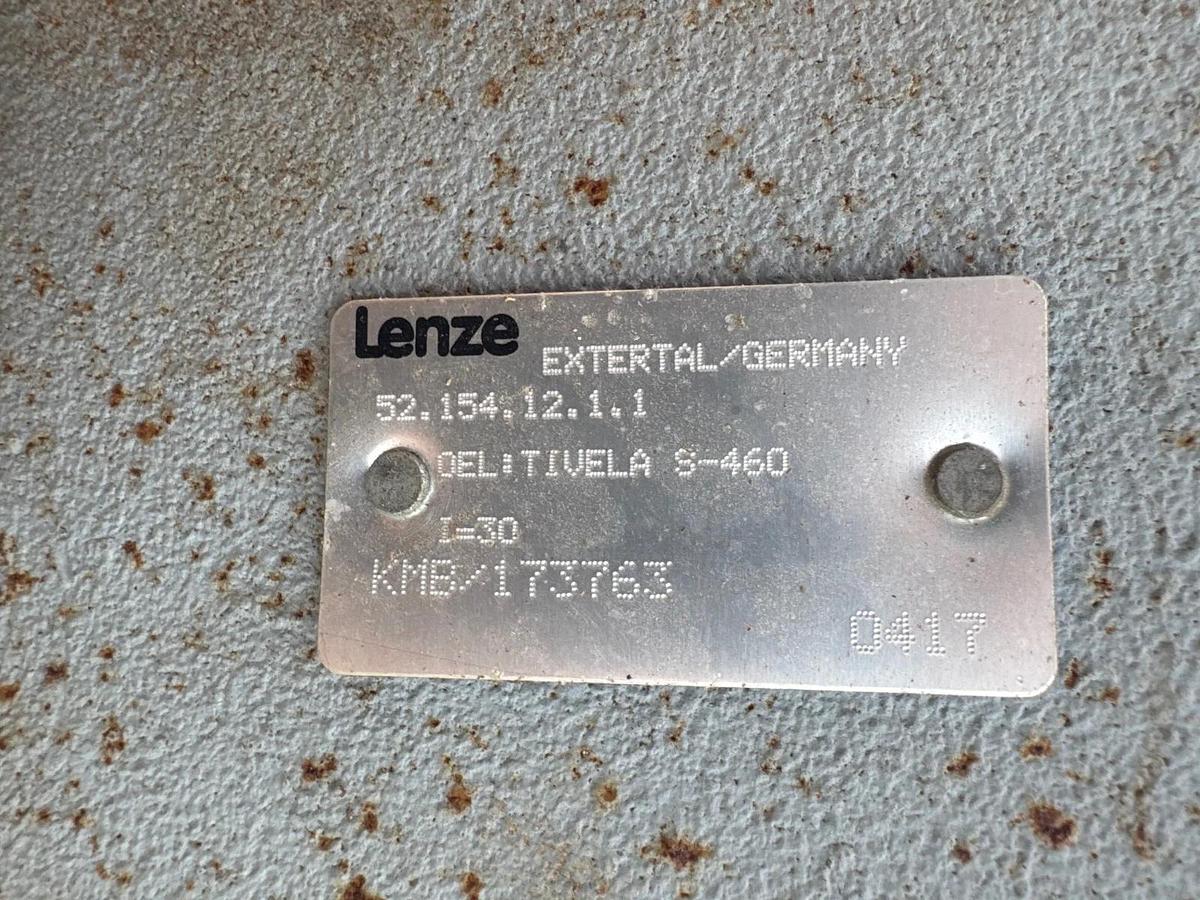 Lenze
EXTERTAL/GERMANY
52.154.12.1.1
OEL:TIVELA S-460
I=30
KMB/173763
0417